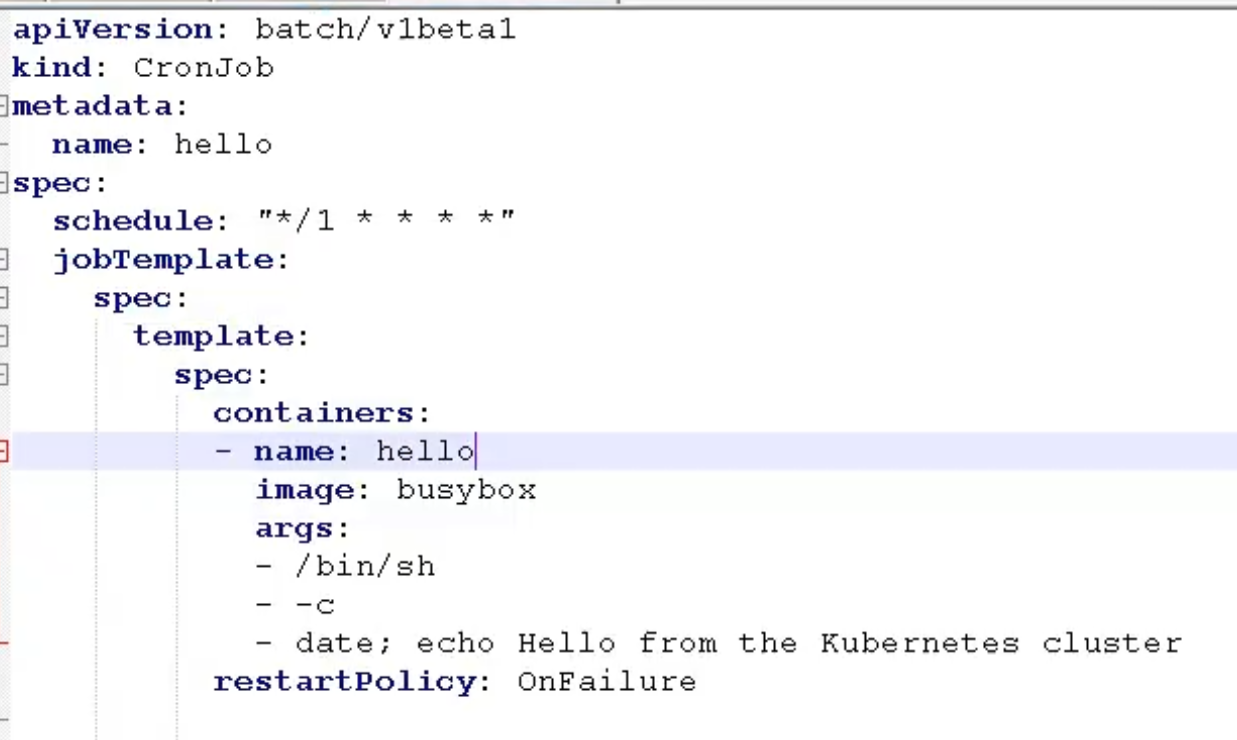 apiVersion: batch/v1beta1
kind: CronJob
metadata:
  name: hello
spec:
  schedule: "*/1 * * * *"
  jobTemplate:
    spec:
      template:
        spec:
          containers:
          - name: hello
            image: busybox
            args:
            - /bin/sh
            - -c
            - date; echo Hello from the Kubernetes cluster
          restartPolicy: OnFailure